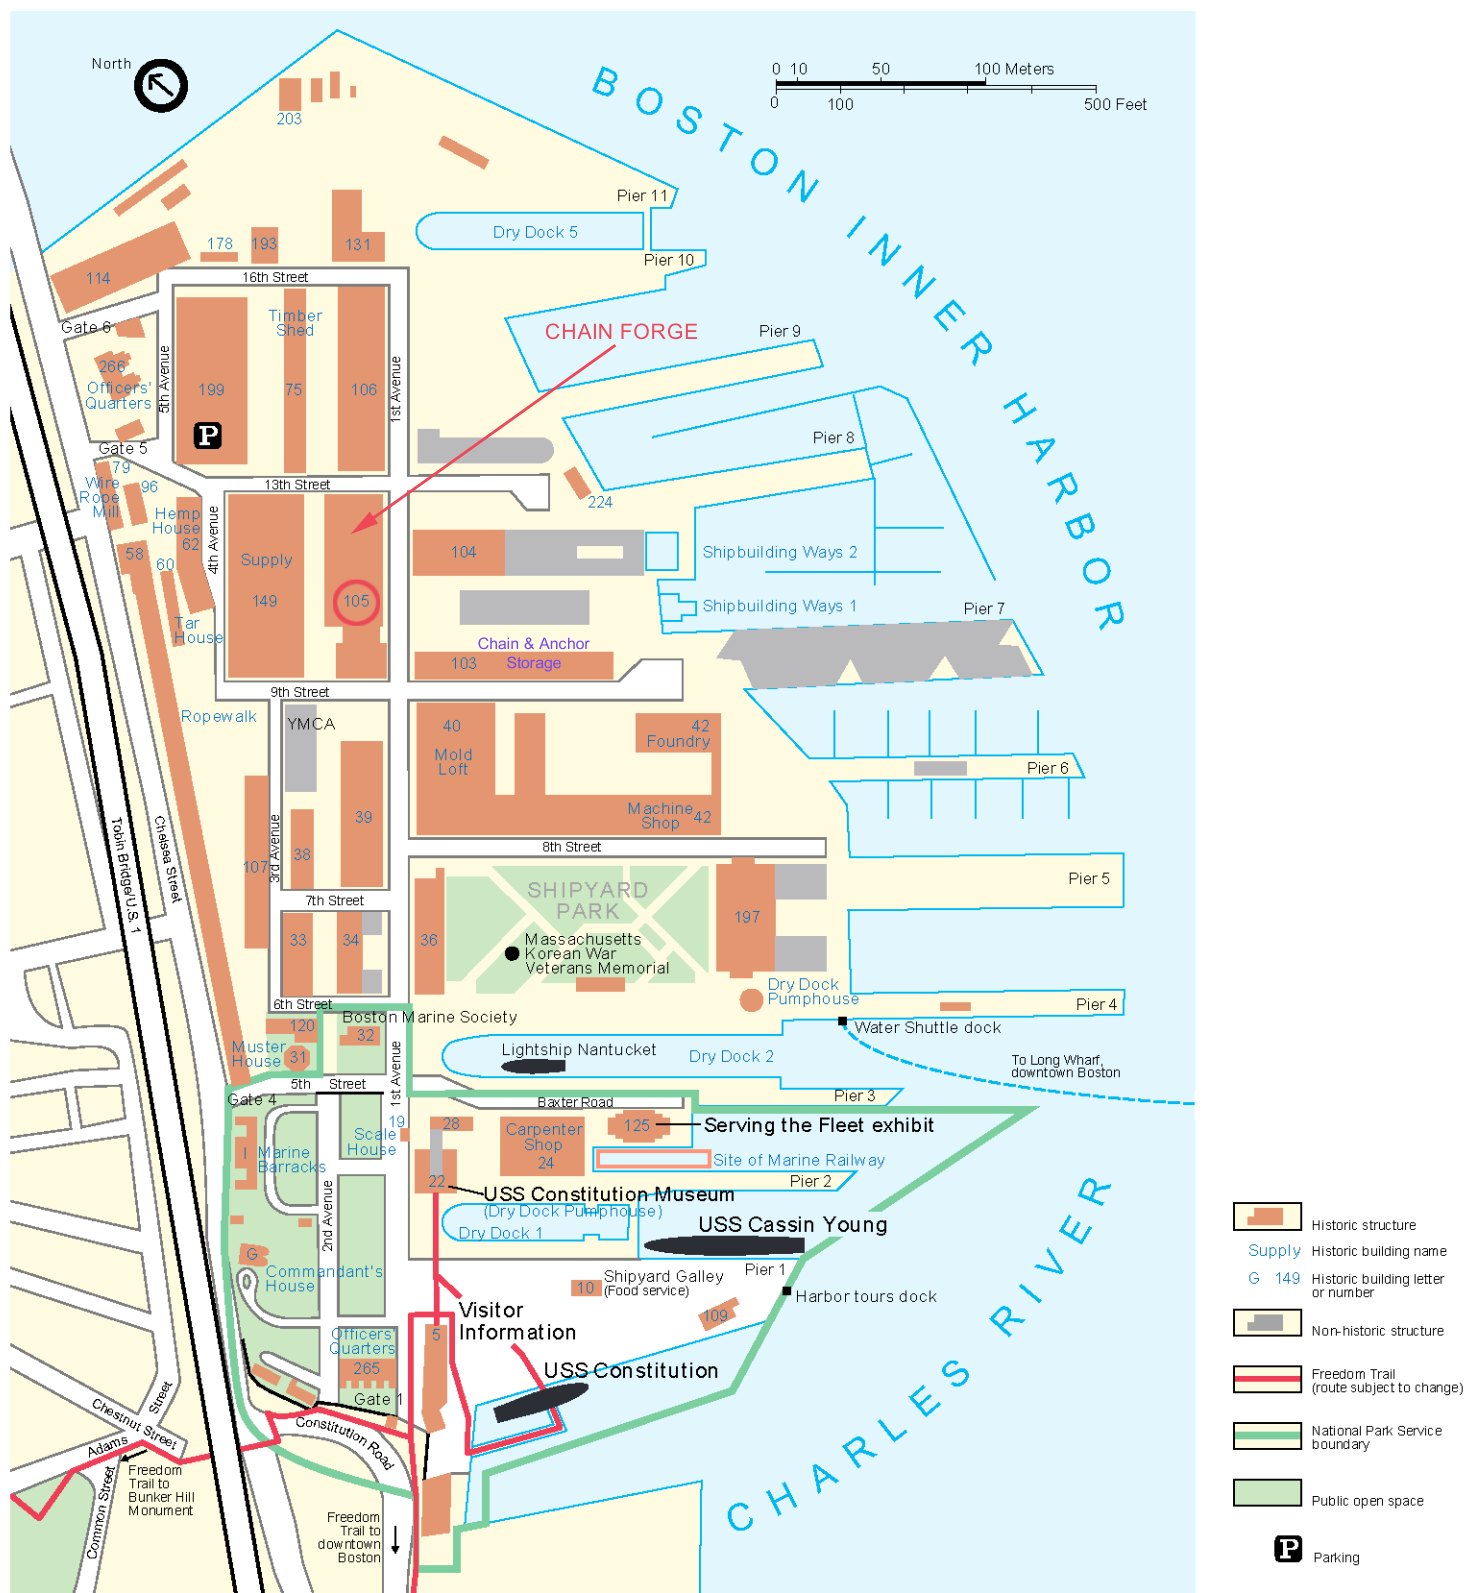 North
0 10 50 100 Meters
0 100 500 Feet
BOSTON INNER HARBOR
203
Pier 11
Dry Dock 5
178
193
131
Pier 10
114
16th Street
Timber
Shed
Gate 6
CHAIN FORGE
Pier 9
266
Officers'
Quarters
5th Avenue
199
75
106
1st Avenue
P
Pier 8
Gate 5
79
Wire
Rope
Mill
96
13th Street
224
Hemp
House
62
4th Avenue
58
60
Supply
149
105
104
Shipbuilding Ways 2
Shipbuilding Ways 1
Pier 7
Tar
House
Chain & Anchor
Storage
103
9th Street
Ropewalk
YMCA
40
Mold
Loft
42
Foundry
Pier 6
Machine
Shop 42
39
38
3rd Avenue
107
Tobin Bridge/U.S. 1
Chelsea Street
8th Street
Pier 5
SHIPYARD
PARK
7th Street
197
33
34
36
Massachusetts
Korean War
Veterans Memorial
Dry Dock
Pumphouse
Pier 4
6th Street
120
Boston Marine Society
32
Water Shuttle dock
Muster
House
31
1st Avenue
Lightship Nantucket
Dry Dock 2
To Long Wharf,
downtown Boston
5th Street
Gate 4
Pier 3
Baxter Road
19
Scale
House
28
Carpenter
Shop
24
125
Serving the Fleet exhibit
I
Marine
Barracks
Site of Marine Railway
22
Pier 2
USS Constitution Museum
(Dry Dock Pumphouse)
2nd Avenue
Dry Dock 1
USS Cassin Young
G
Commandant's
House
Pier 1
10
Shipyard Galley
(Food service)
Harbor tours dock
109
CHARLES RIVER
Visitor
Information
5
Officers'
Quarters
265
USS Constitution
Gate 1
Constitution Road
Chestnut Street
Adams Street
Common Street
Freedom
Trail to
Bunker Hill
Monument
Freedom
Trail to
downtown
Boston
Historic structure
Supply Historic building name
G 149 Historic building letter
or number
Non-historic structure
Freedom Trail
(route subject to change)
National Park Service
boundary
Public open space
P Parking